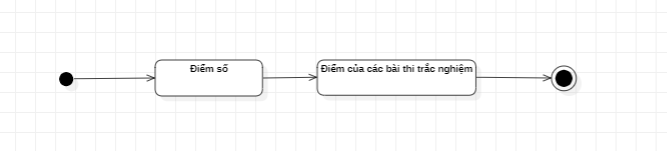 Điểm số
Điểm của các bài thi trắc nghiệm